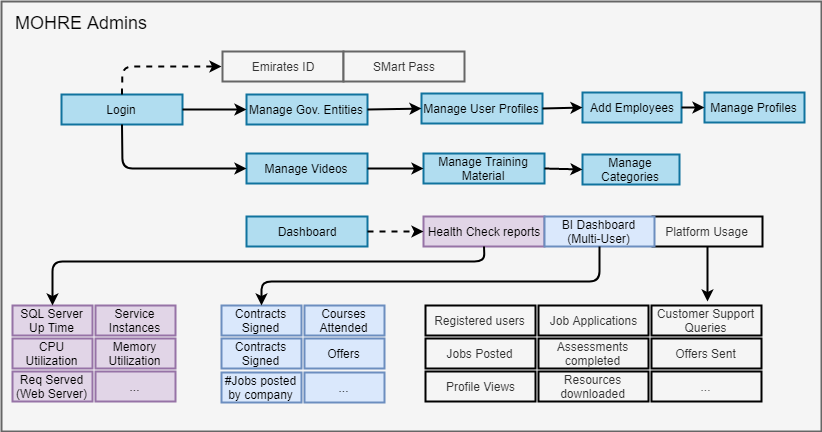 MOHRE Admins
Emirates ID
SMart Pass
Login
Manage Gov. Entities
Manage User Profiles
Add Employees
Manage Profiles
Manage Videos
Manage Training
Material
Manage
Categories
Dashboard
Health Check reports
BI Dashboard
(Multi-User)
Platform Usage
SQL Server
Up Time
Service
Instances
CPU
Utilization
Memory
Utilization
Req Served
(Web Server)
...
Contracts
Signed
Courses
Attended
Contracts
Signed
Offers
#Jobs posted
by company
...
Registered users
Job Applications
Customer Support
Queries
Jobs Posted
Assessments
completed
Offers Sent
Profile Views
Resources
downloaded
...